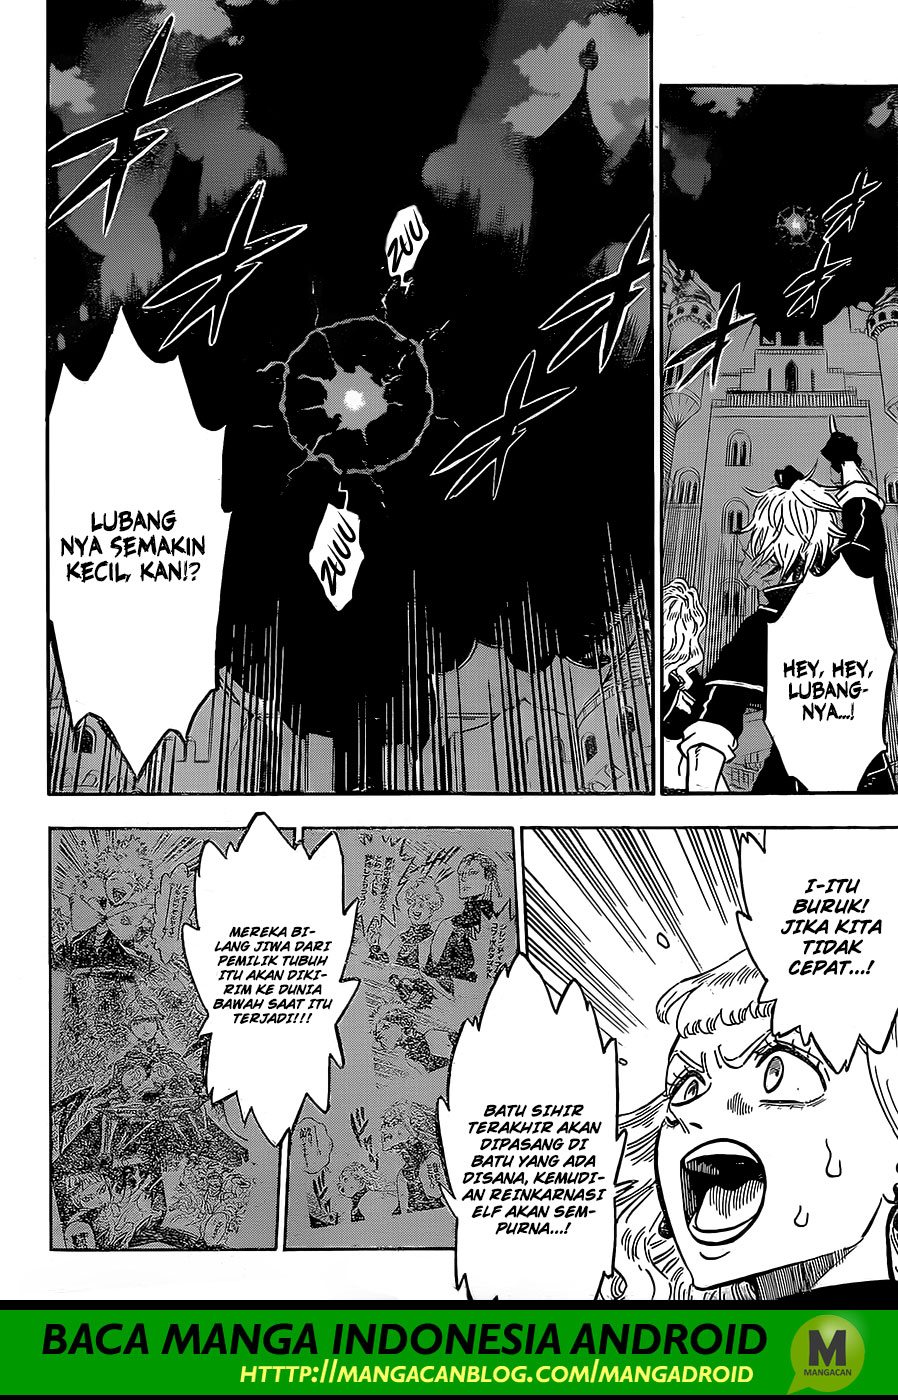 HEY, HEY,
LUBANG-
NYA...!
ZUU
ZUUU
LUBANG
NYA SEMAKIN
KECIL, KAN!?
I-ITU
BURUK!
JIKA KITA
TIDAK
CEPAT...!
BATU SIHIR
TERAKHIR AKAN
DIPASANG DI
BATU YANG ADA
DISANA, KEMUDI-
AN REINKARNASI
ELF AKAN SEM-
PURNA...!
MEREKA BI-
LANG JIWA DARI
PEMILIK TUBUH
ITU AKAN DIKI-
RIM KE DUNIA
BAWAH SAAT ITU
TERJADI!!!
BACA MANGA INDONESIA ANDROID
HTTTP://MANGACANBLOG.COM/MANGADROID
M
MANGACAN